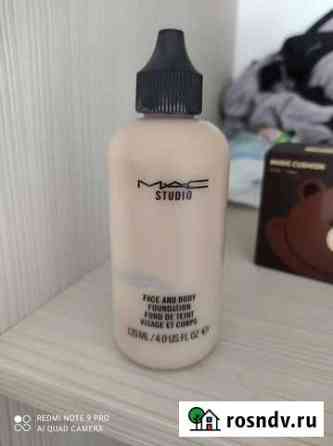 MAC
STUDIO
FACE AND BODY
FOUNDATION
FOND DE TEINT
VISAGE ET CORPS
120 ML / 4.0 US FL OZ e
MAGIC CUSHION
REDMI NOTE 9 PRO
AI QUAD CAMERA
rosndv.ru